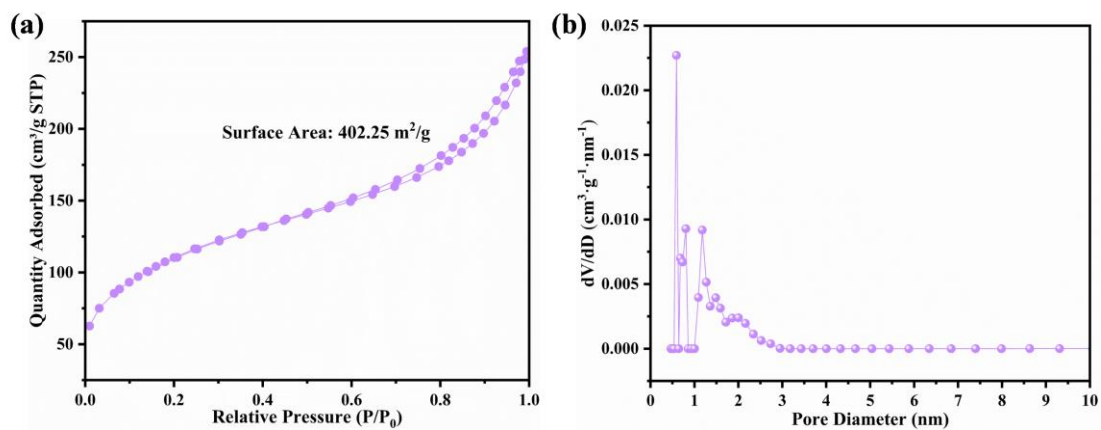 (a)
250
200
150
100
50
Quantity Adsorbed (cm³/g STP)
Surface Area: 402.25 m²/g
0.0 0.2 0.4 0.6 0.8 1.0
Relative Pressure (P/P₀)
(b)
0.025
0.020
0.015
0.010
0.005
0.000
dV/dD (cm³·g⁻¹·nm⁻¹)
0 1 2 3 4 5 6 7 8 9 10
Pore Diameter (nm)